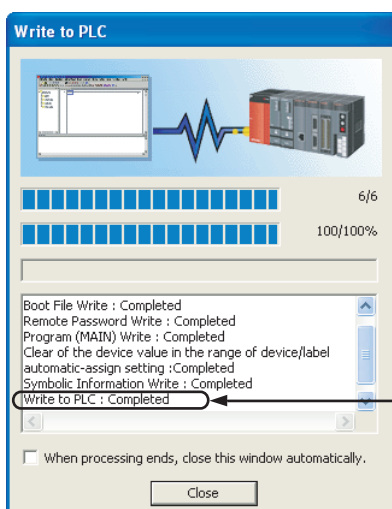 Write to PLC
6/6
100/100%
Boot File Write : Completed
Remote Password Write : Completed
Program (MAIN) Write : Completed
Clear of the device value in the range of device/label
automatic-assign setting :Completed
Symbolic Information Write : Completed
Write to PLC : Completed
When processing ends, close this window automatically.
Close